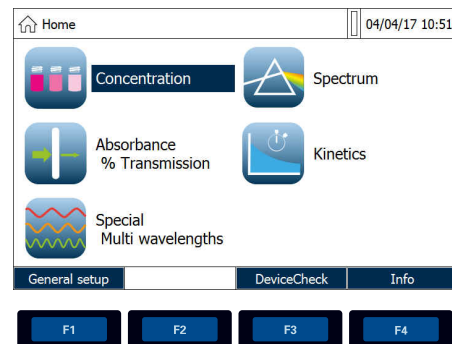 Home
04/04/17 10:51
Concentration
Spectrum
Absorbance
% Transmission
Kinetics
Special
Multi wavelengths
General setup
DeviceCheck
Info
F1
F2
F3
F4